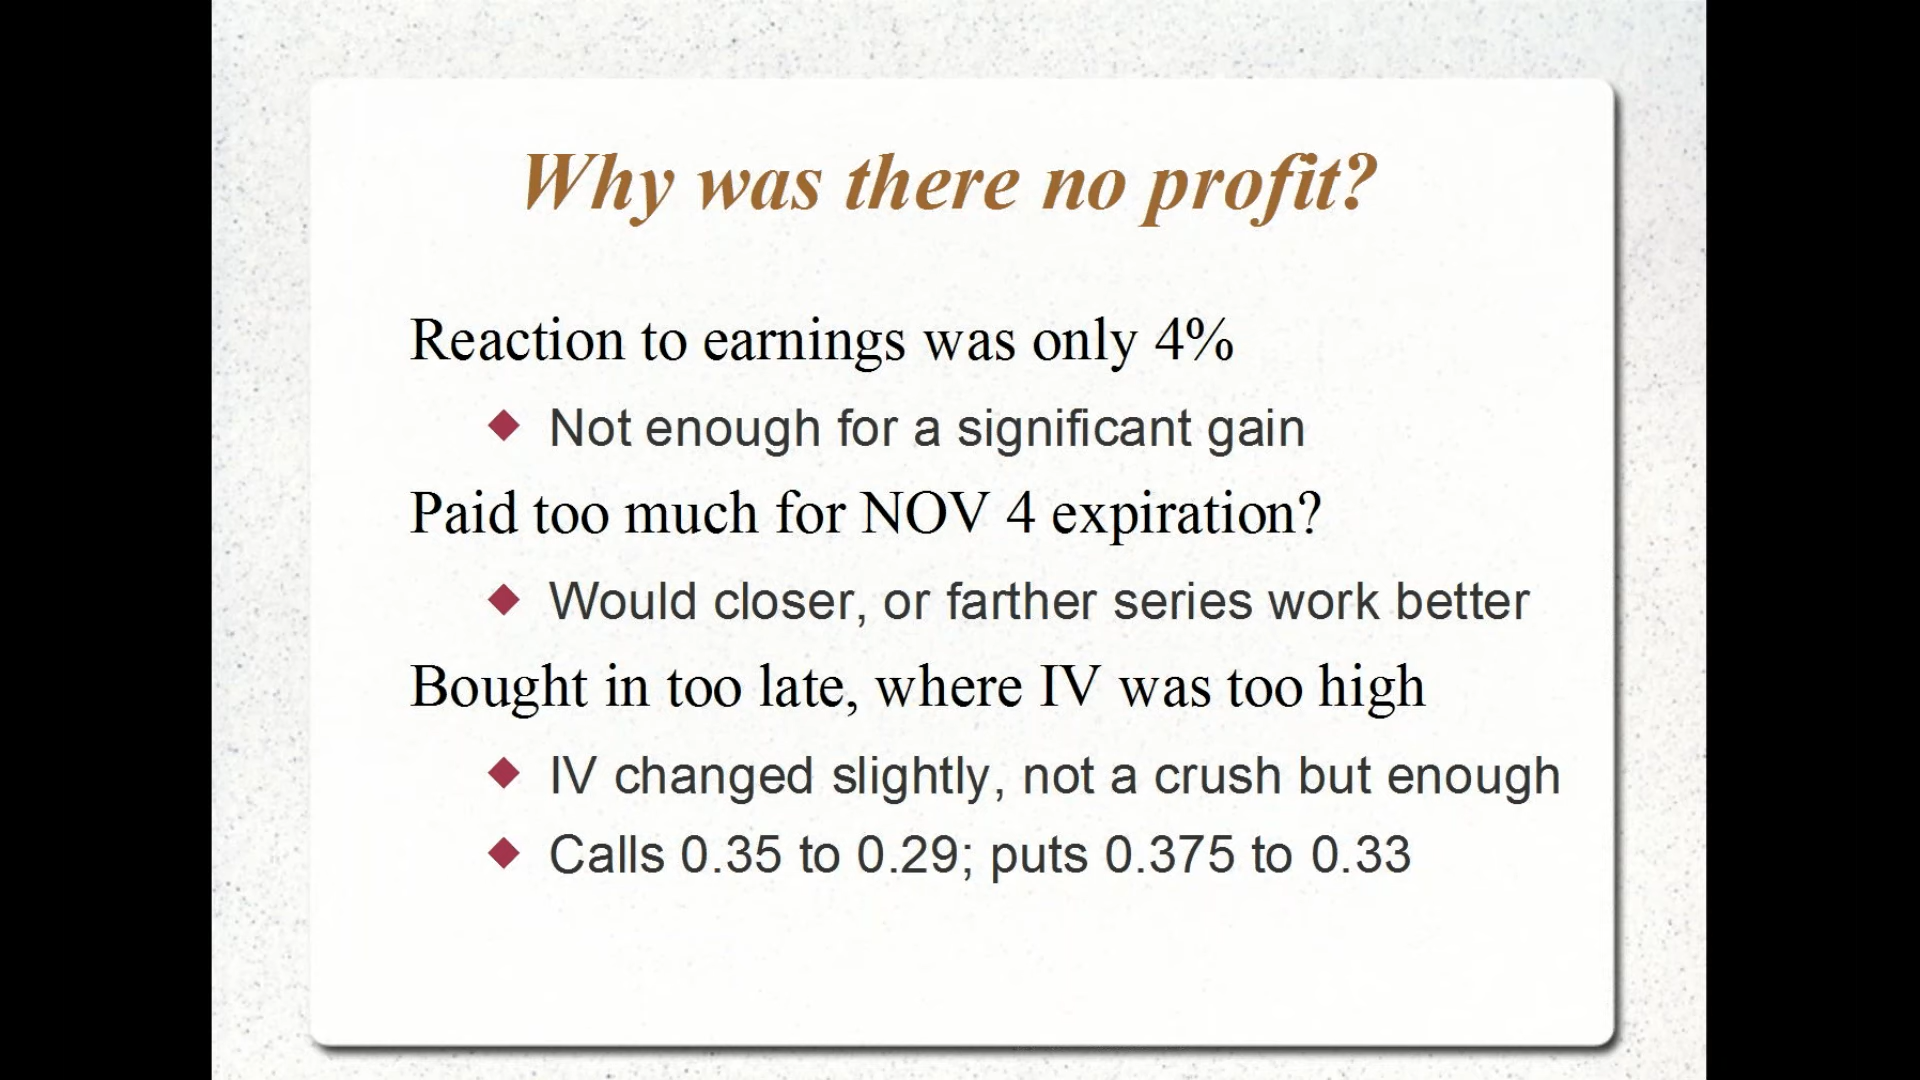 Why was there no profit?
Reaction to earnings was only 4%
Not enough for a significant gain
Paid too much for NOV 4 expiration?
Would closer, or farther series work better
Bought in too late, where IV was too high
IV changed slightly, not a crush but enough
Calls 0.35 to 0.29; puts 0.375 to 0.33